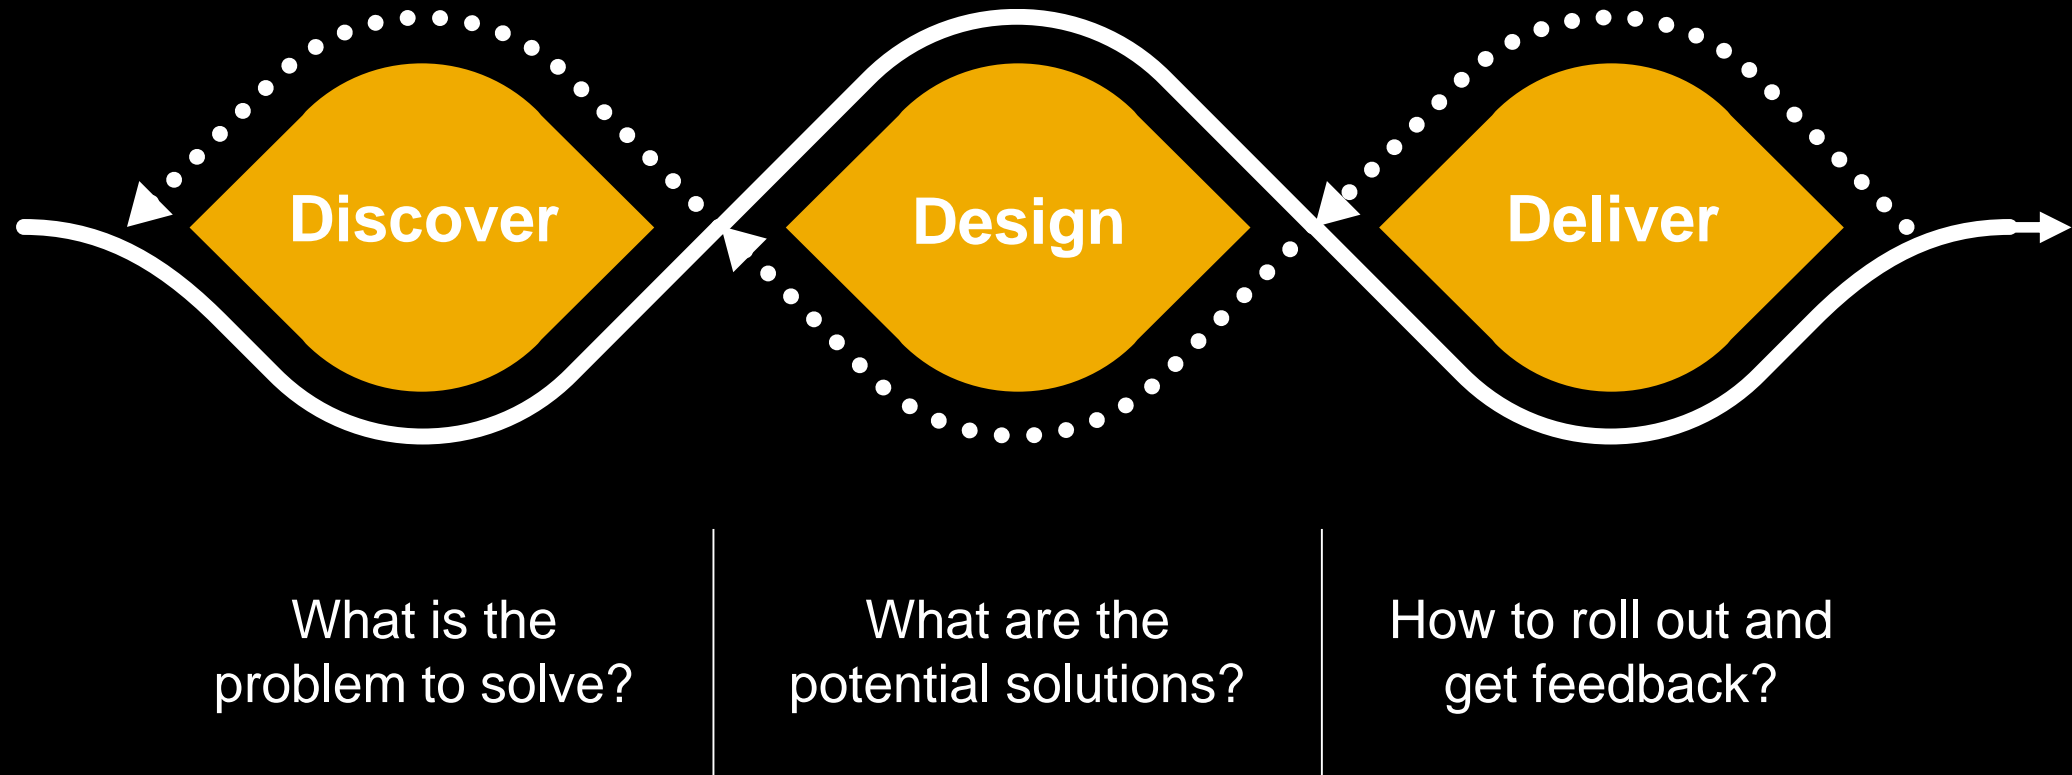 Discover
Design
Deliver
What is the
problem to solve?
What are the
potential solutions?
How to roll out and
get feedback?